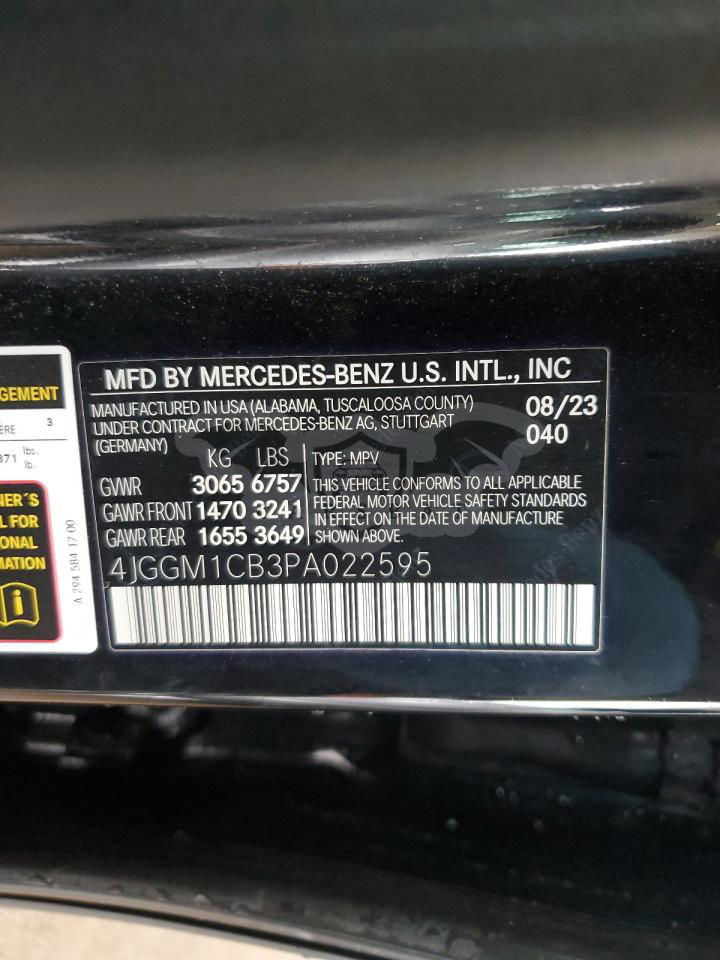 GEMENT
ÈRE 3
871 lbs. lb.
NER´S
L FOR
ONAL
MATION
A 294 584 17 00
MFD BY MERCEDES-BENZ U.S. INTL., INC
MANUFACTURED IN USA (ALABAMA, TUSCALOOSA COUNTY)
UNDER CONTRACT FOR MERCEDES-BENZ AG, STUTTGART
(GERMANY)
08/23
040
KG LBS
GVWR 3065 6757
GAWR FRONT 1470 3241
GAWR REAR 1655 3649
TYPE: MPV
THIS VEHICLE CONFORMS TO ALL APPLICABLE
FEDERAL MOTOR VEHICLE SAFETY STANDARDS
IN EFFECT ON THE DATE OF MANUFACTURE
SHOWN ABOVE.
4JGGM1CB3PA022595